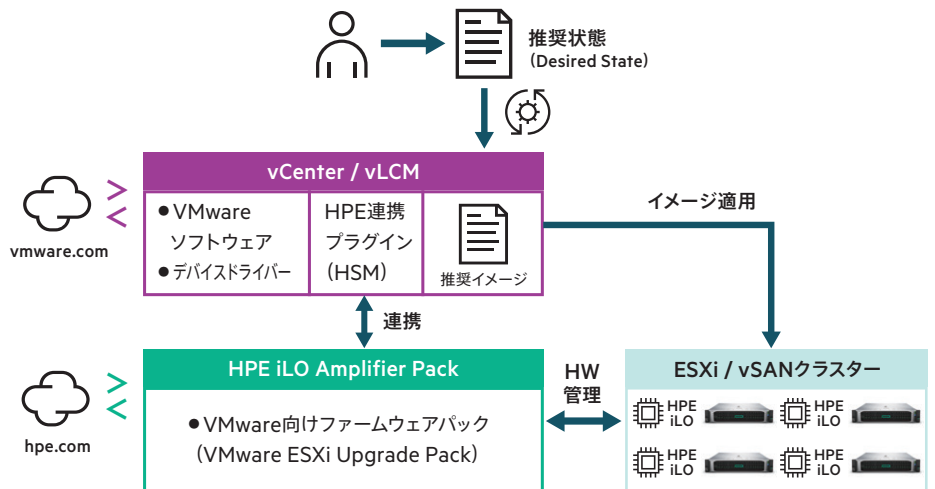 推奨状態
(Desired State)
vCenter / vLCM
●VMware
ソフトウェア
●デバイスドライバー
HPE連携
プラグイン
(HSM)
推奨イメージ
vmware.com
イメージ適用
連携
HPE iLO Amplifier Pack
●VMware向けファームウェアパック
(VMware ESXi Upgrade Pack)
hpe.com
HW
管理
ESXi / vSANクラスター
HPE
iLO
HPE
iLO
HPE
iLO
HPE
iLO